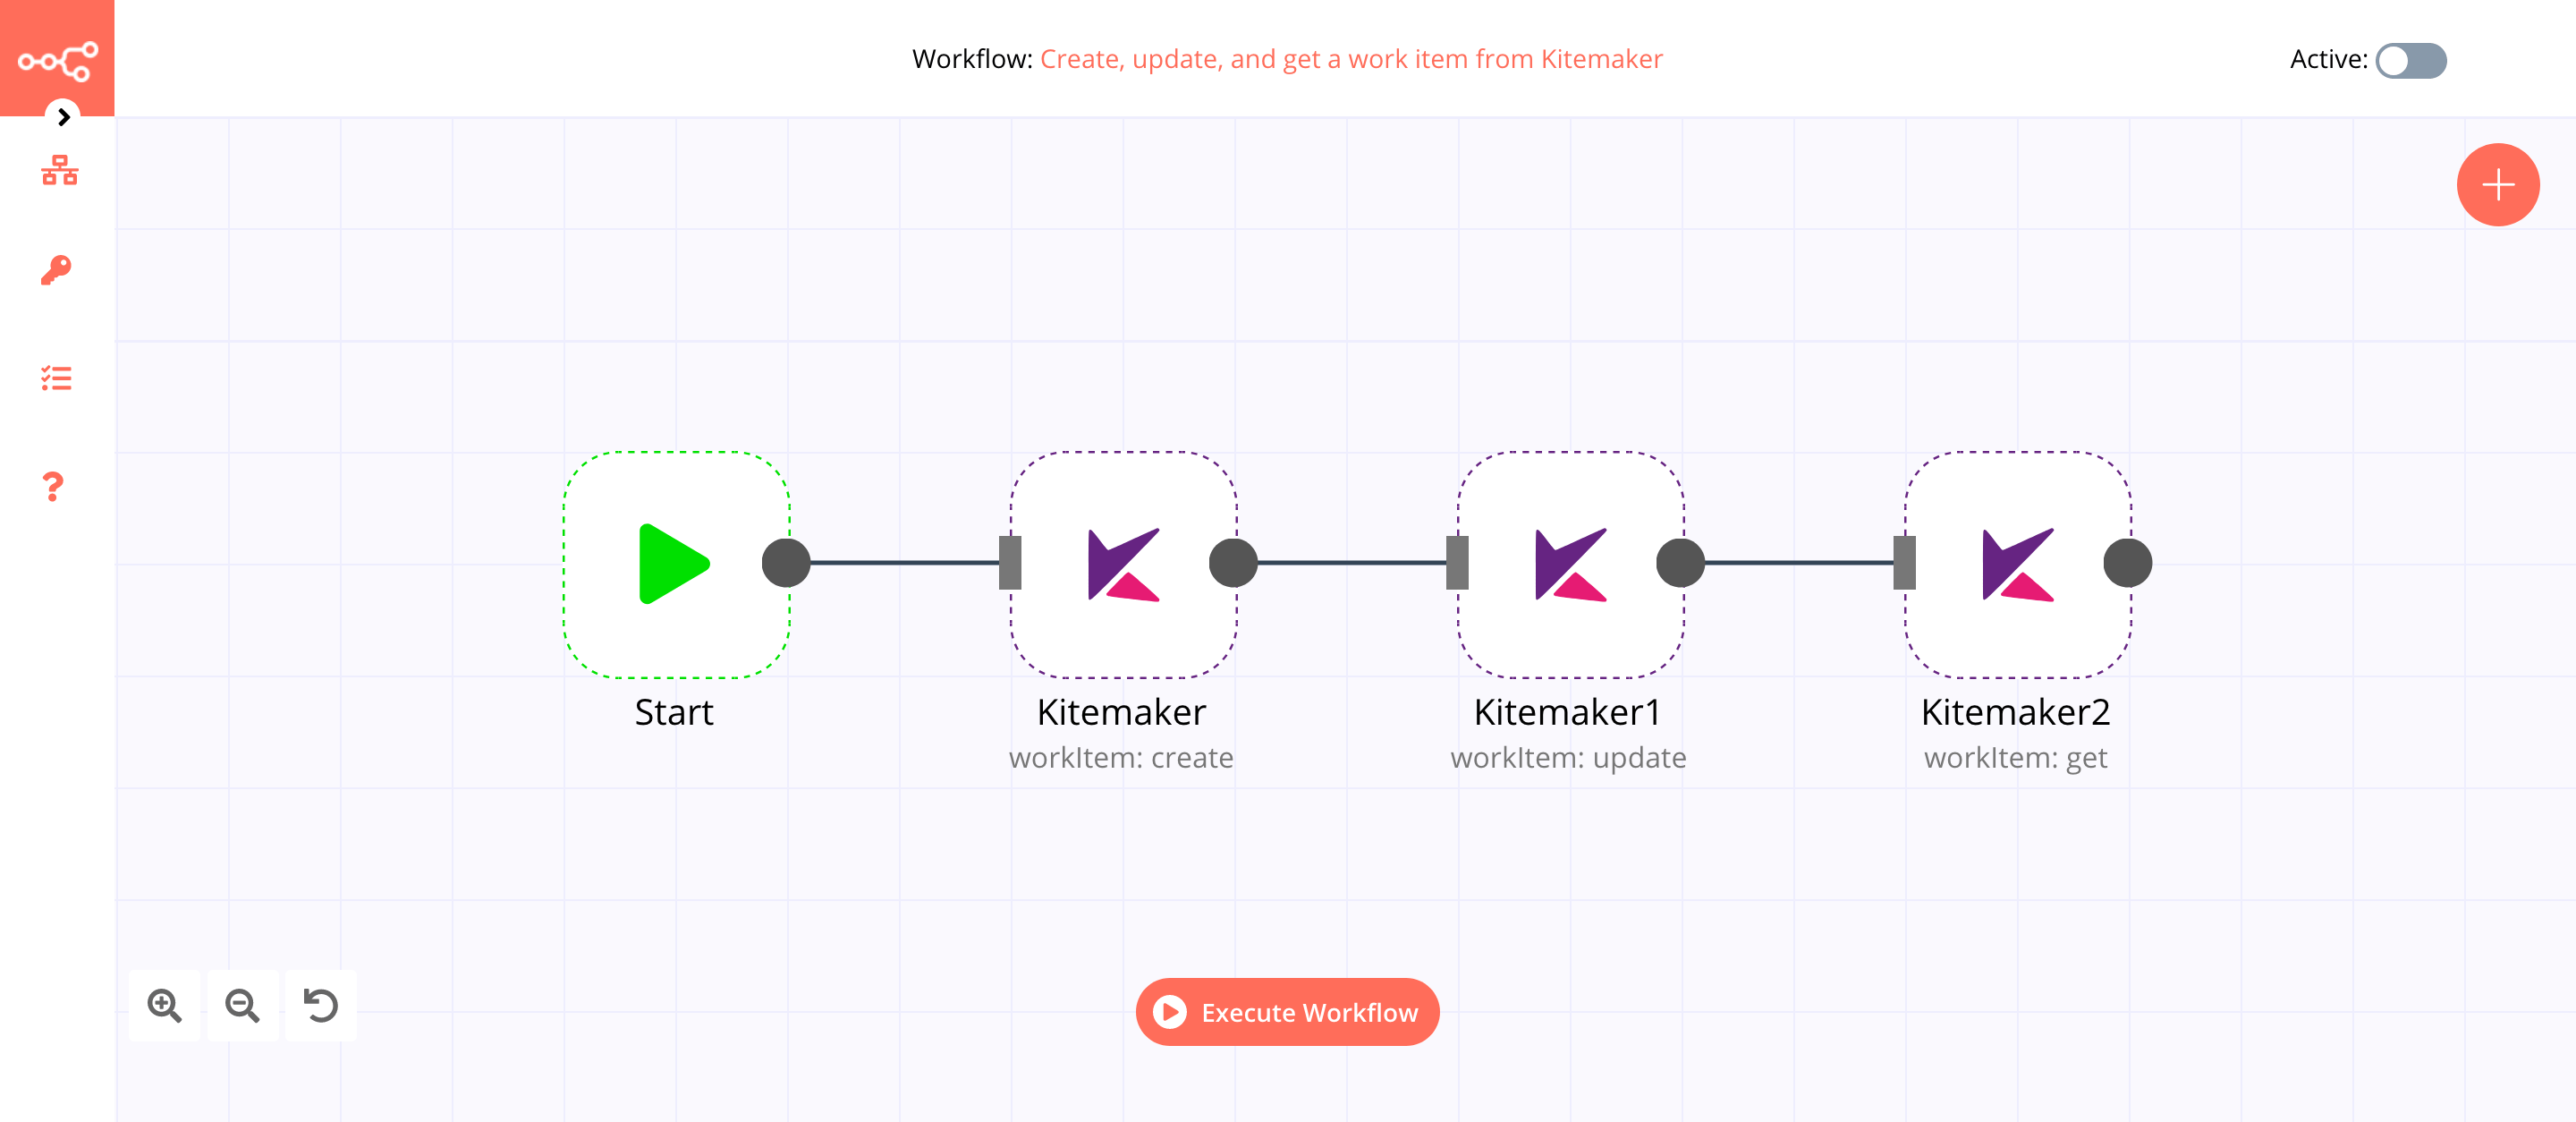 Workflow: Create, update, and get a work item from Kitemaker
Active:
Start
Kitemaker
workItem: create
Kitemaker1
workItem: update
Kitemaker2
workItem: get
Execute Workflow